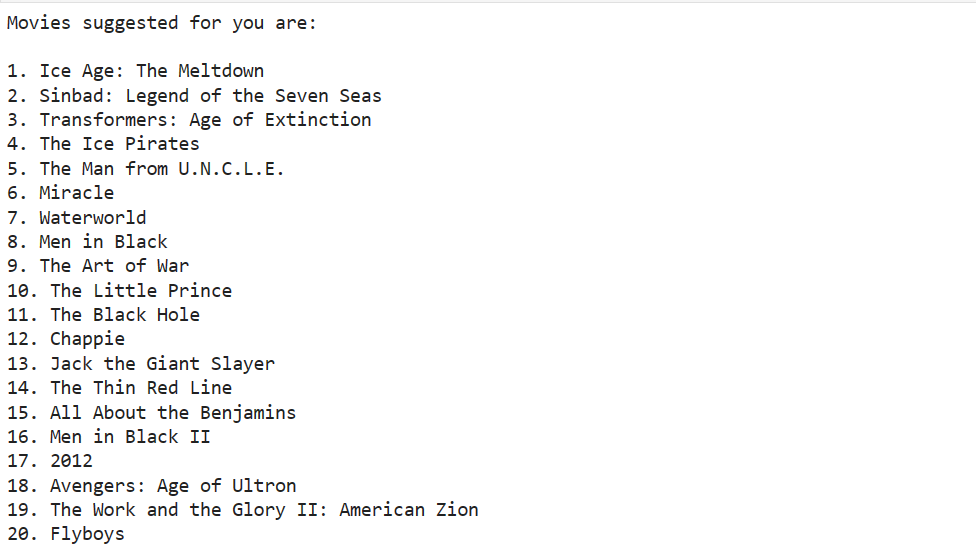 Movies suggested for you are:
1. Ice Age: The Meltdown
2. Sinbad: Legend of the Seven Seas
3. Transformers: Age of Extinction
4. The Ice Pirates
5. The Man from U.N.C.L.E.
6. Miracle
7. Waterworld
8. Men in Black
9. The Art of War
10. The Little Prince
11. The Black Hole
12. Chappie
13. Jack the Giant Slayer
14. The Thin Red Line
15. All About the Benjamins
16. Men in Black II
17. 2012
18. Avengers: Age of Ultron
19. The Work and the Glory II: American Zion
20. Flyboys